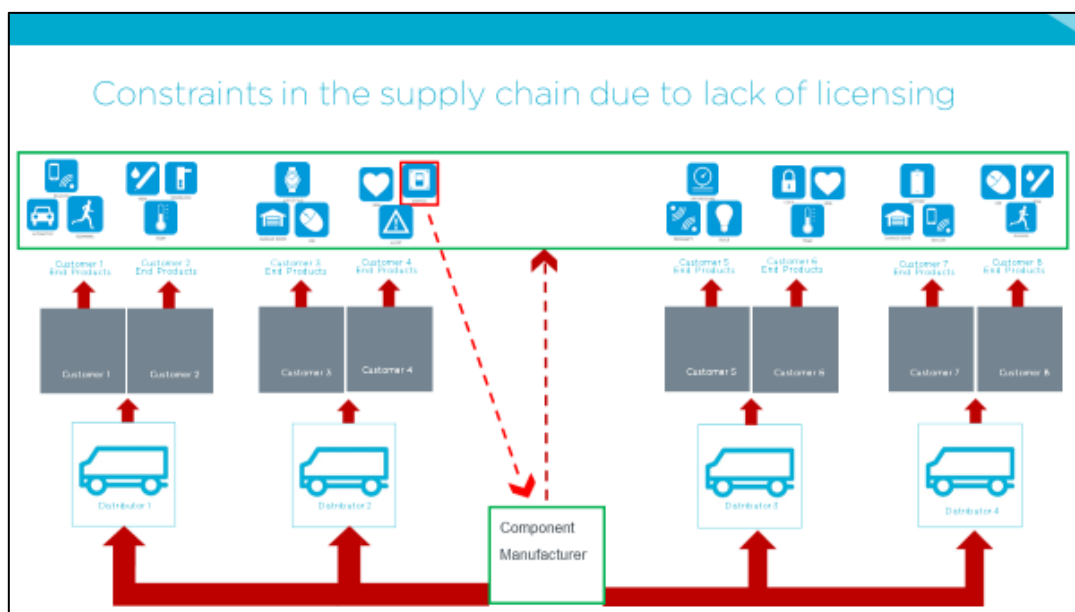 Constraints in the supply chain due to lack of licensing
Customer 1
End Products
Customer 2
End Products
Customer 3
End Products
Customer 4
End Products
Customer 5
End Products
Customer 6
End Products
Customer 7
End Products
Customer 8
End Products
Customer 1
Customer 2
Customer 3
Customer 4
Customer 5
Customer 6
Customer 7
Customer 8
Distributor 1
Distributor 2
Distributor 3
Distributor 4
Component
Manufacturer